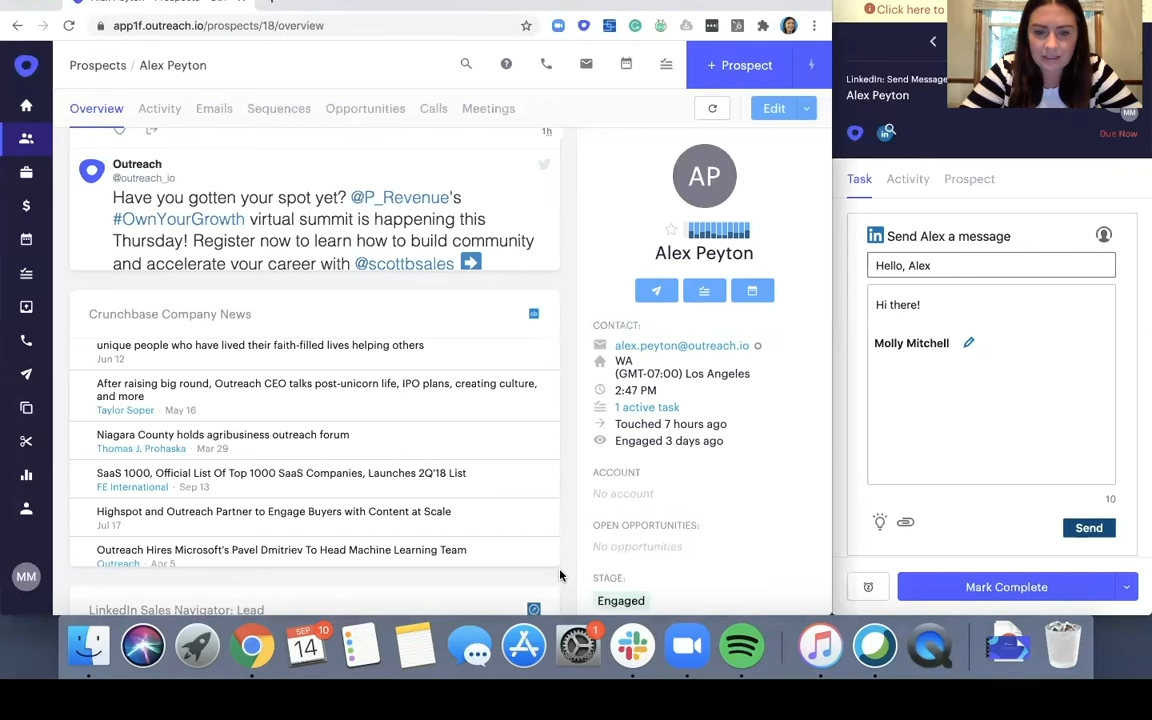 app1f.outreach.io/prospects/18/overview
Click here to
Prospects / Alex Peyton
+ Prospect
LinkedIn: Send Message
Alex Peyton
MM
Due Now
Overview Activity Emails Sequences Opportunities Calls Meetings
Edit
1h
Outreach
@outreach_io
Have you gotten your spot yet? @P_Revenue's
#OwnYourGrowth virtual summit is happening this
Thursday! Register now to learn how to build community
and accelerate your career with @scottbsales
Crunchbase Company News
cb
unique people who have lived their faith-filled lives helping others
Jun 12
After raising big round, Outreach CEO talks post-unicorn life, IPO plans, creating culture,
and more
Taylor Soper · May 16
Niagara County holds agribusiness outreach forum
Thomas J. Prohaska · Mar 29
SaaS 1000, Official List Of Top 1000 SaaS Companies, Launches 2Q'18 List
FE International · Sep 13
Highspot and Outreach Partner to Engage Buyers with Content at Scale
Jul 17
Outreach Hires Microsoft's Pavel Dmitriev To Head Machine Learning Team
Outreach · Apr 5
LinkedIn Sales Navigator: Lead
AP
Alex Peyton
CONTACT:
alex.peyton@outreach.io
WA
(GMT-07:00) Los Angeles
2:47 PM
1 active task
Touched 7 hours ago
Engaged 3 days ago
ACCOUNT
No account
OPEN OPPORTUNITIES:
No opportunities
STAGE:
Engaged
Task Activity Prospect
in Send Alex a message
Hello, Alex
Hi there!
Molly Mitchell
10
Send
Mark Complete
MM
SEP 10
14
1